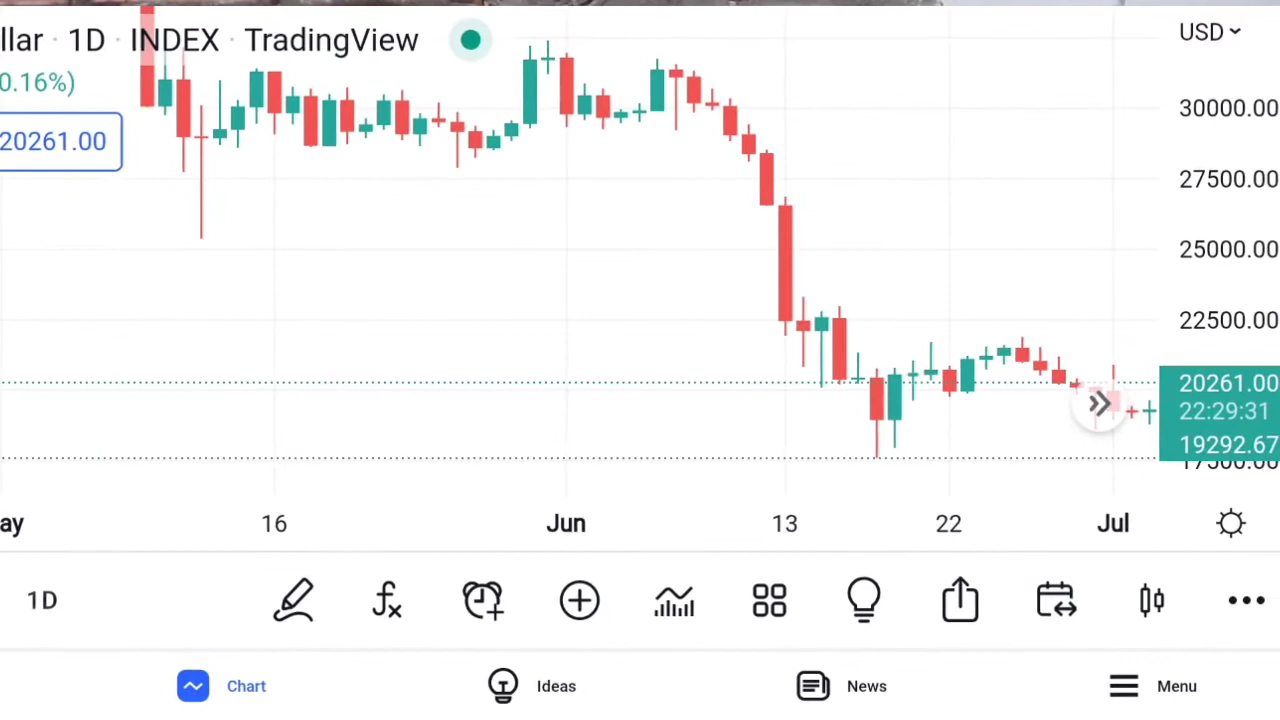 llar · 1D · INDEX · TradingView
USD
0.16%)
20261.00
30000.00
27500.00
25000.00
22500.00
20261.00
22:29:31
19292.67
17500.00
ay 16 Jun 13 22 Jul
1D
Chart Ideas News Menu